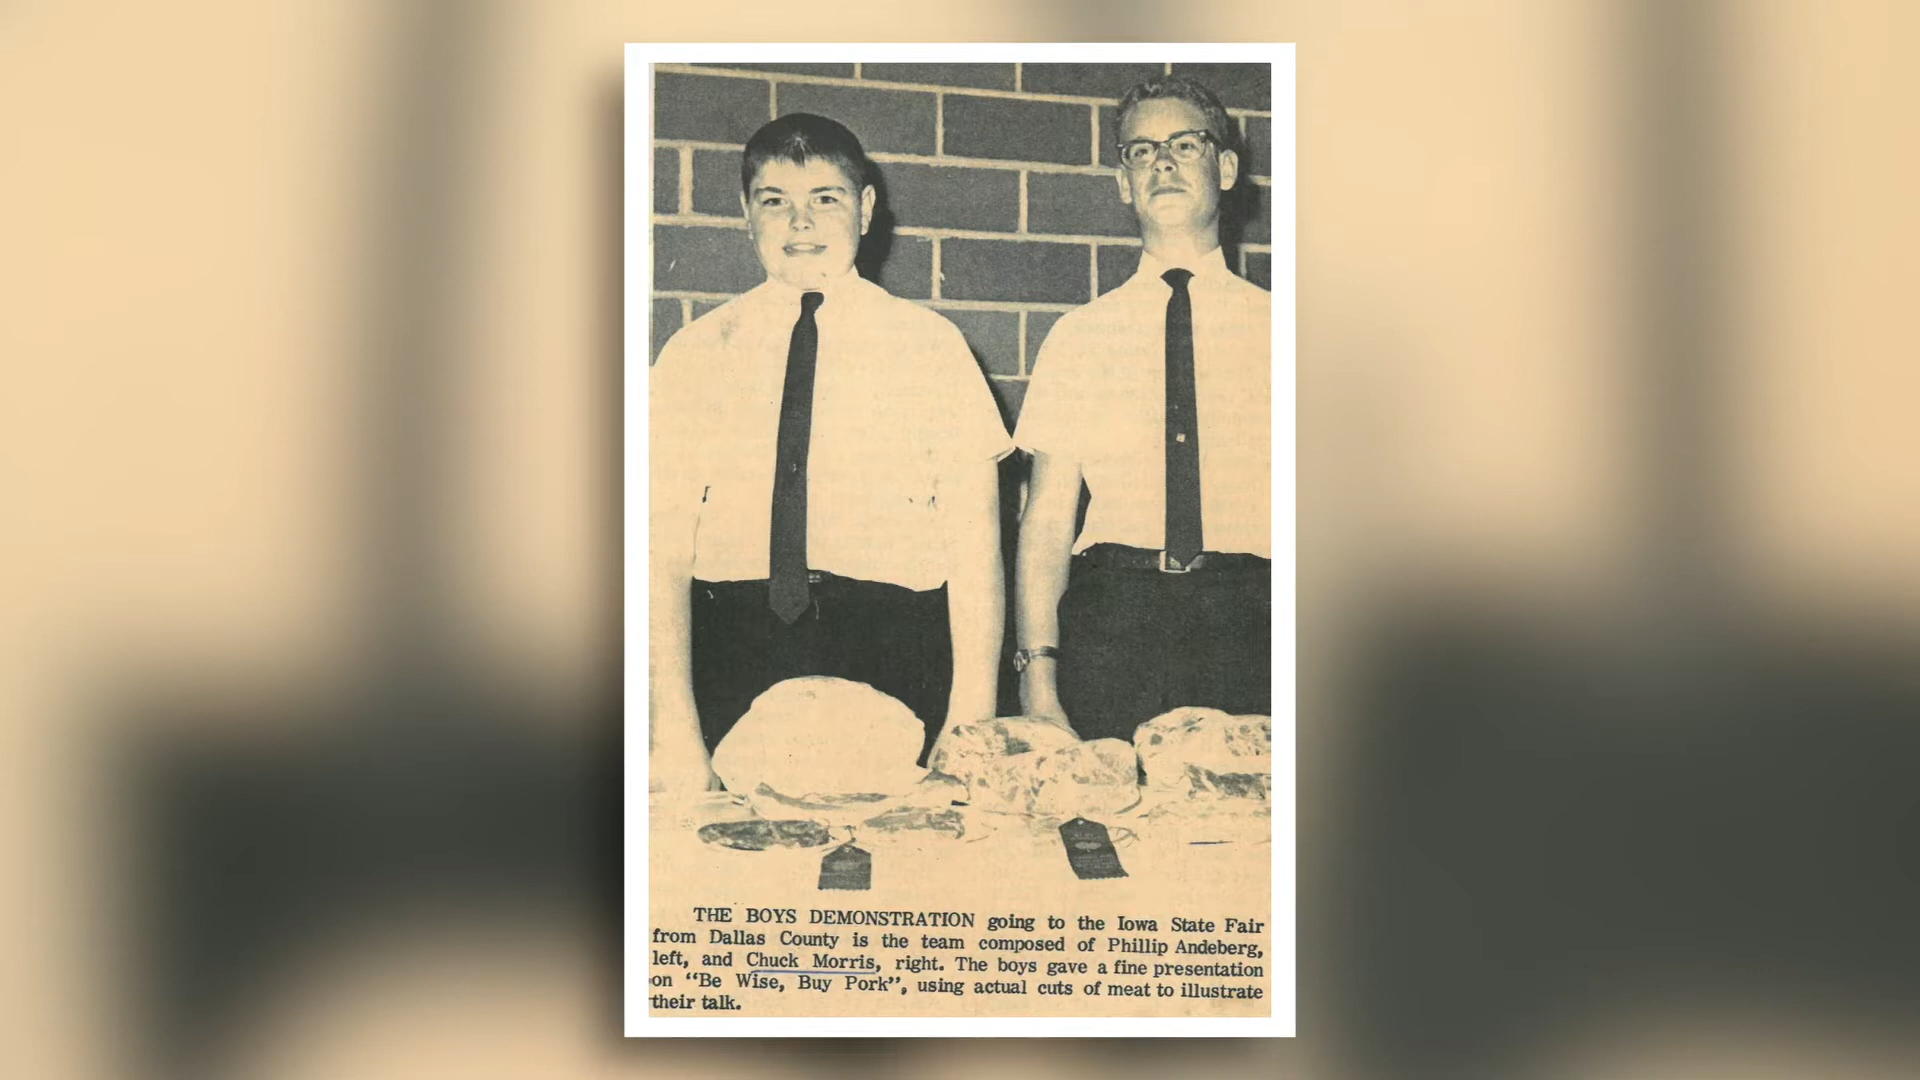 THE BOYS DEMONSTRATION going to the Iowa State Fair
from Dallas County is the team composed of Phillip Andeberg,
left, and Chuck Morris, right. The boys gave a fine presentation
on "Be Wise, Buy Pork", using actual cuts of meat to illustrate
their talk.